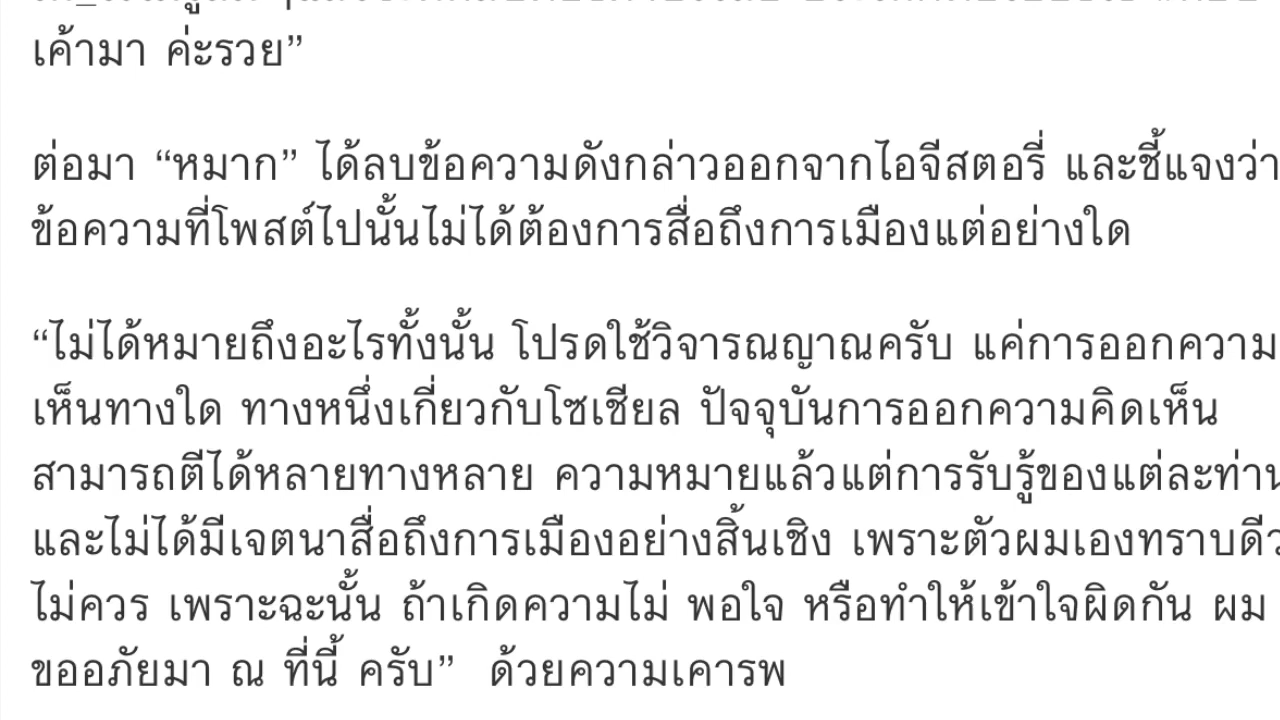 เค้ามา ค่ะรวย”
ต่อมา “หมาก” ได้ลบข้อความดังกล่าวออกจากไอจีสตอรี่ และชี้แจงว่า
ข้อความที่โพสต์ไปนั้นไม่ได้ต้องการสื่อถึงการเมืองแต่อย่างใด
“ไม่ได้หมายถึงอะไรทั้งนั้น โปรดใช้วิจารณญาณครับ แค่การออกความ
เห็นทางใด ทางหนึ่งเกี่ยวกับโซเชียล ปัจจุบันการออกความคิดเห็น
สามารถตีได้หลายทางหลาย ความหมายแล้วแต่การรับรู้ของแต่ละท่าน
และไม่ได้มีเจตนาสื่อถึงการเมืองอย่างสิ้นเชิง เพราะตัวผมเองทราบดีว
ไม่ควร เพราะฉะนั้น ถ้าเกิดความไม่ พอใจ หรือทำให้เข้าใจผิดกัน ผม
ขออภัยมา ณ ที่นี้ ครับ”  ด้วยความเคารพ